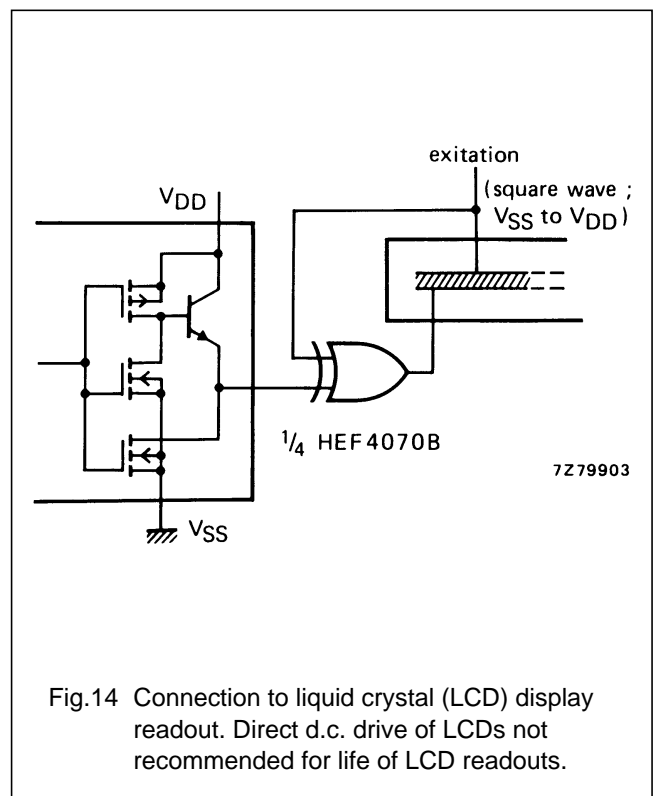 exitation
(square wave ;
VSS to VDD)
VDD
1/4 HEF4070B
7Z79903
VSS
Fig.14 Connection to liquid crystal (LCD) display
readout. Direct d.c. drive of LCDs not
recommended for life of LCD readouts.